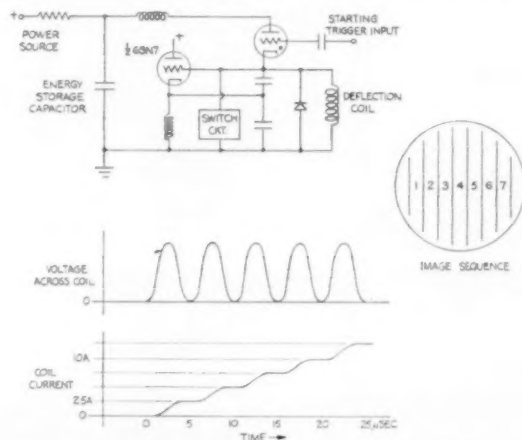 +
POWER
SOURCE
ENERGY
STORAGE
CAPACITOR
½ 6BN7
+
STARTING
TRIGGER INPUT
SWITCH
CKT.
DEFLECTION
COIL
1 2 3 4 5 6 7
IMAGE SEQUENCE
VOLTAGE
ACROSS COIL
0
COIL
CURRENT
10A
2.5A
0
0 5 10 15 20 25 μSEC
TIME →